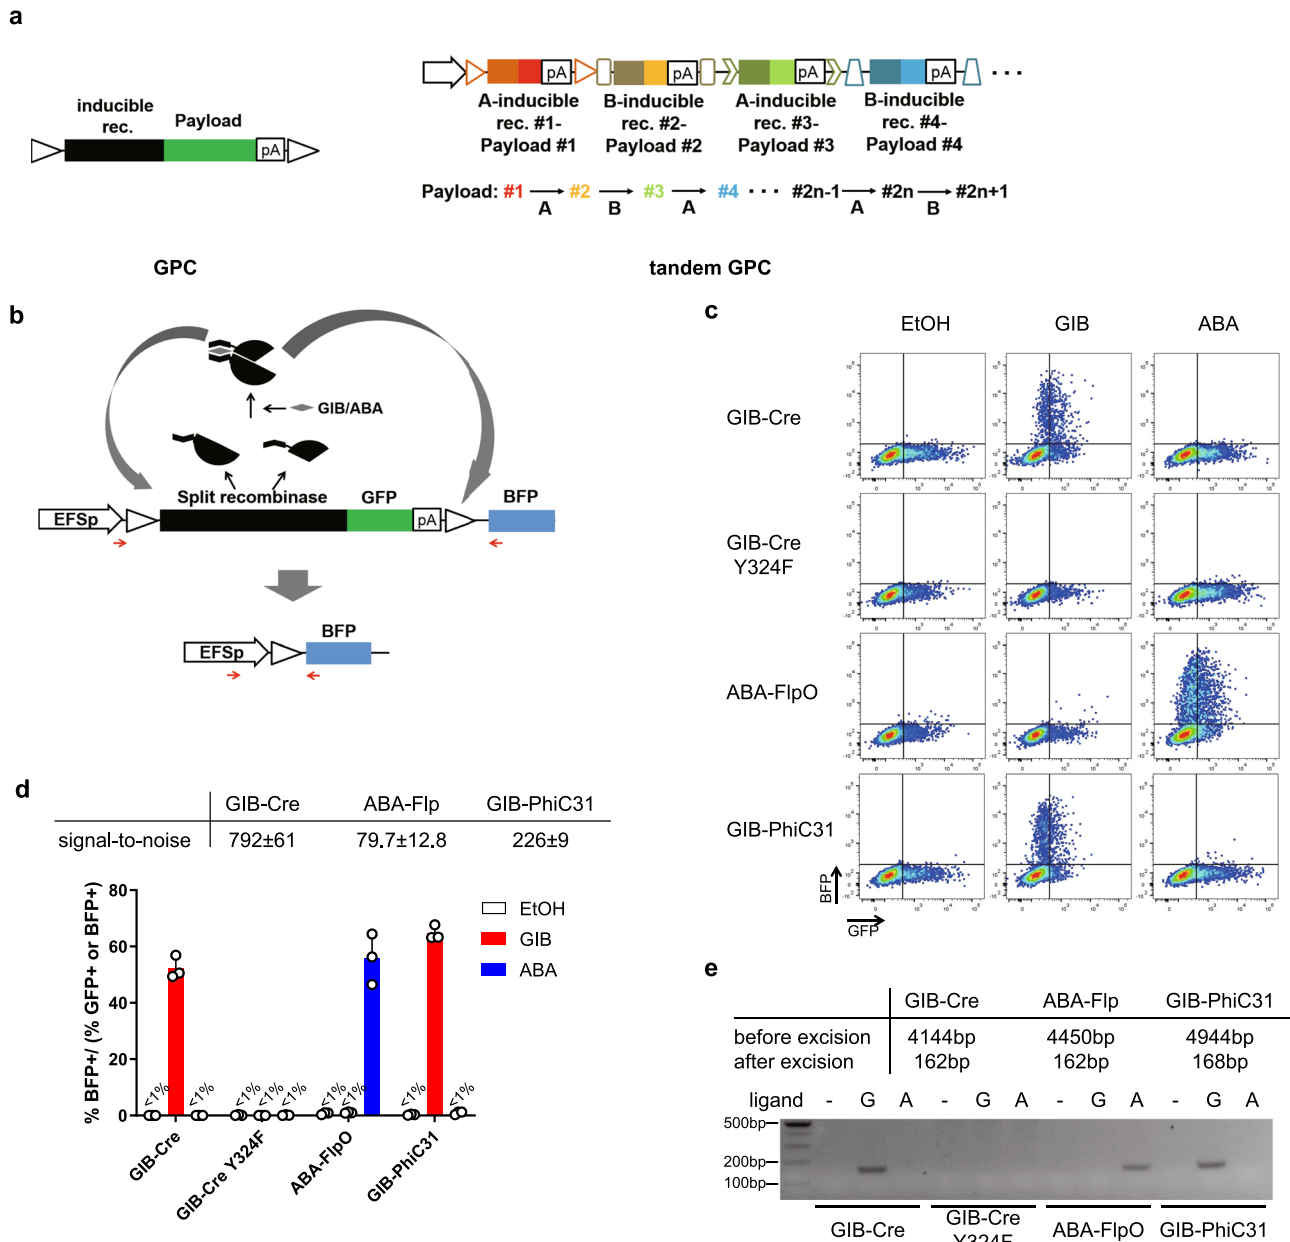 a
inducible
rec.
Payload
pA
pA
pA
pA
pA
A-inducible
rec. #1-
Payload
#1
B-inducible
rec. #2-
Payload #2
A-inducible
rec. #3-
Payload
#3
B-inducible
rec. #4-
Payload
#4
Payload: #1 #2 #3 #4 ··· #2n-1 #2n #2n+1
A B A A B
GPC
tandem GPC
b
GIB/ABA
Split recombinase
GFP
BFP
EFSp
pA
BFP
EFSp
c
EtOH GIB ABA
GIB-Cre
GIB-Cre
Y324F
ABA-FlpO
GIB-PhiC31
BFP
GFP
d
GIB-Cre ABA-Flp GIB-PhiC31
signal-to-noise 792±61 79.7±12.8 226±9
% BFP+/ (% GFP+ or BFP+)
80
60
40
20
0
<1% <1% <1% <1% <1% <1% <1% <1% <1%
EtOH
GIB
ABA
GIB-Cre
GIB-Cre Y324F
ABA-FlpO
GIB-PhiC31
e
GIB-Cre ABA-Flp GIB-PhiC31
before excision 4144bp 4450bp 4944bp
after excision 162bp 162bp 168bp
ligand - G A - G A - G A - G A
500bp
200bp
100bp
GIB-Cre
GIB-Cre
Y324F
ABA-FlpO
GIB-PhiC31